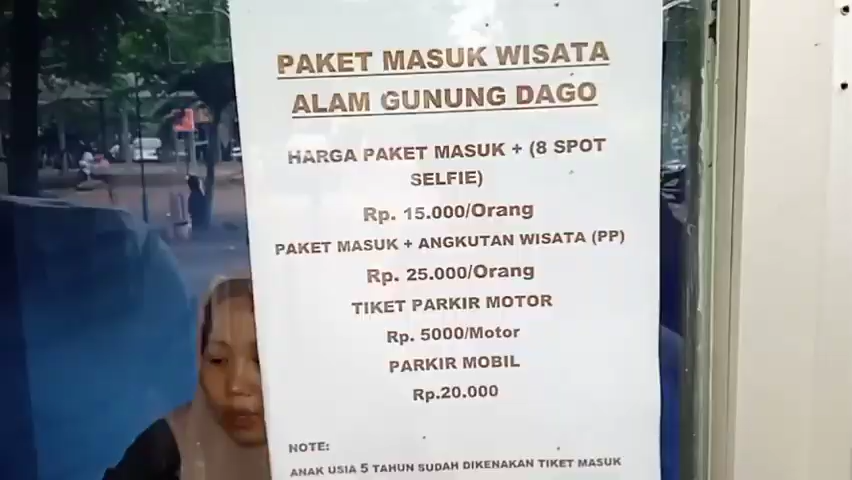 PAKET MASUK WISATA
ALAM GUNUNG DAGO
HARGA PAKET MASUK + (8 SPOT
SELFIE)
Rp. 15.000/Orang
PAKET MASUK + ANGKUTAN WISATA (PP)
Rp. 25.000/Orang
TIKET PARKIR MOTOR
Rp. 5000/Motor
PARKIR MOBIL
Rp.20.000
NOTE:
ANAK USIA 5 TAHUN SUDAH DIKENAKAN TIKET MASUK